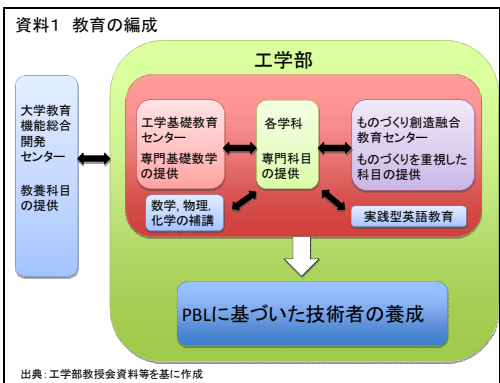 資料1 教育の編成
工学部
大学教育
機能総合
開発
センター
教養科目
の提供
工学基礎教育
センター
専門基礎数学
の提供
各学科
専門科目
の提供
ものづくり創造融合
教育センター
ものづくりを重視した
科目の提供
数学, 物理,
化学の補講
実践型英語教育
PBLに基づいた技術者の養成
出典：工学部教授会資料等を基に作成